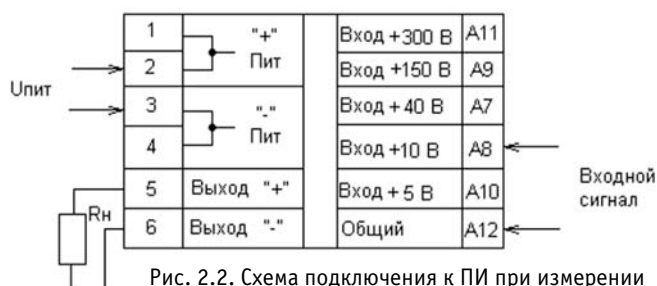 1 "+" Вход +300 В A11
2 Пит Вход +150 В A9
Uпит
3 "-" Вход +40 В A7
4 Пит Вход +10 В A8
Входной
сигнал
5 Выход "+" Вход +5 В A10
Rн
6 Выход "-" Общий A12
Рис. 2.2. Схема подключения к ПИ при измерении